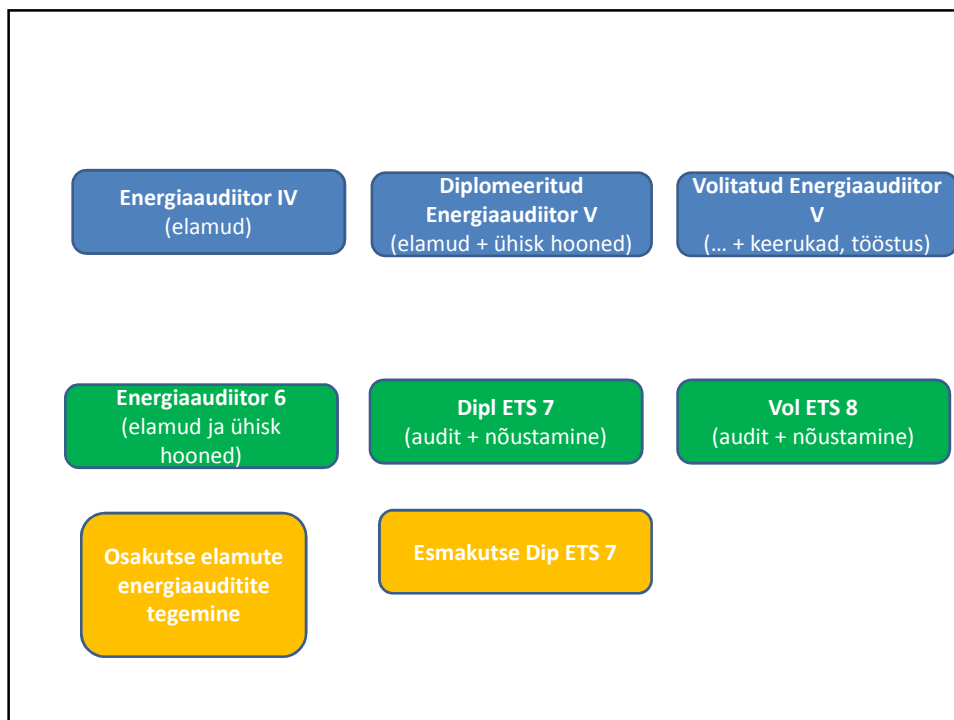 Energiaaudiitor IV
(elamud)
Diplomeeritud
Energiaaudiitor V
(elamud + ühisk hooned)
Volitatud Energiaaudiitor
V
(... + keerukad, tööstus)
Energiaaudiitor 6
(elamud ja ühisk
hooned)
Dipl ETS 7
(audit + nõustamine)
Vol ETS 8
(audit + nõustamine)
Osakutse elamute
energiaauditite
tegemine
Esmakutse Dip ETS 7